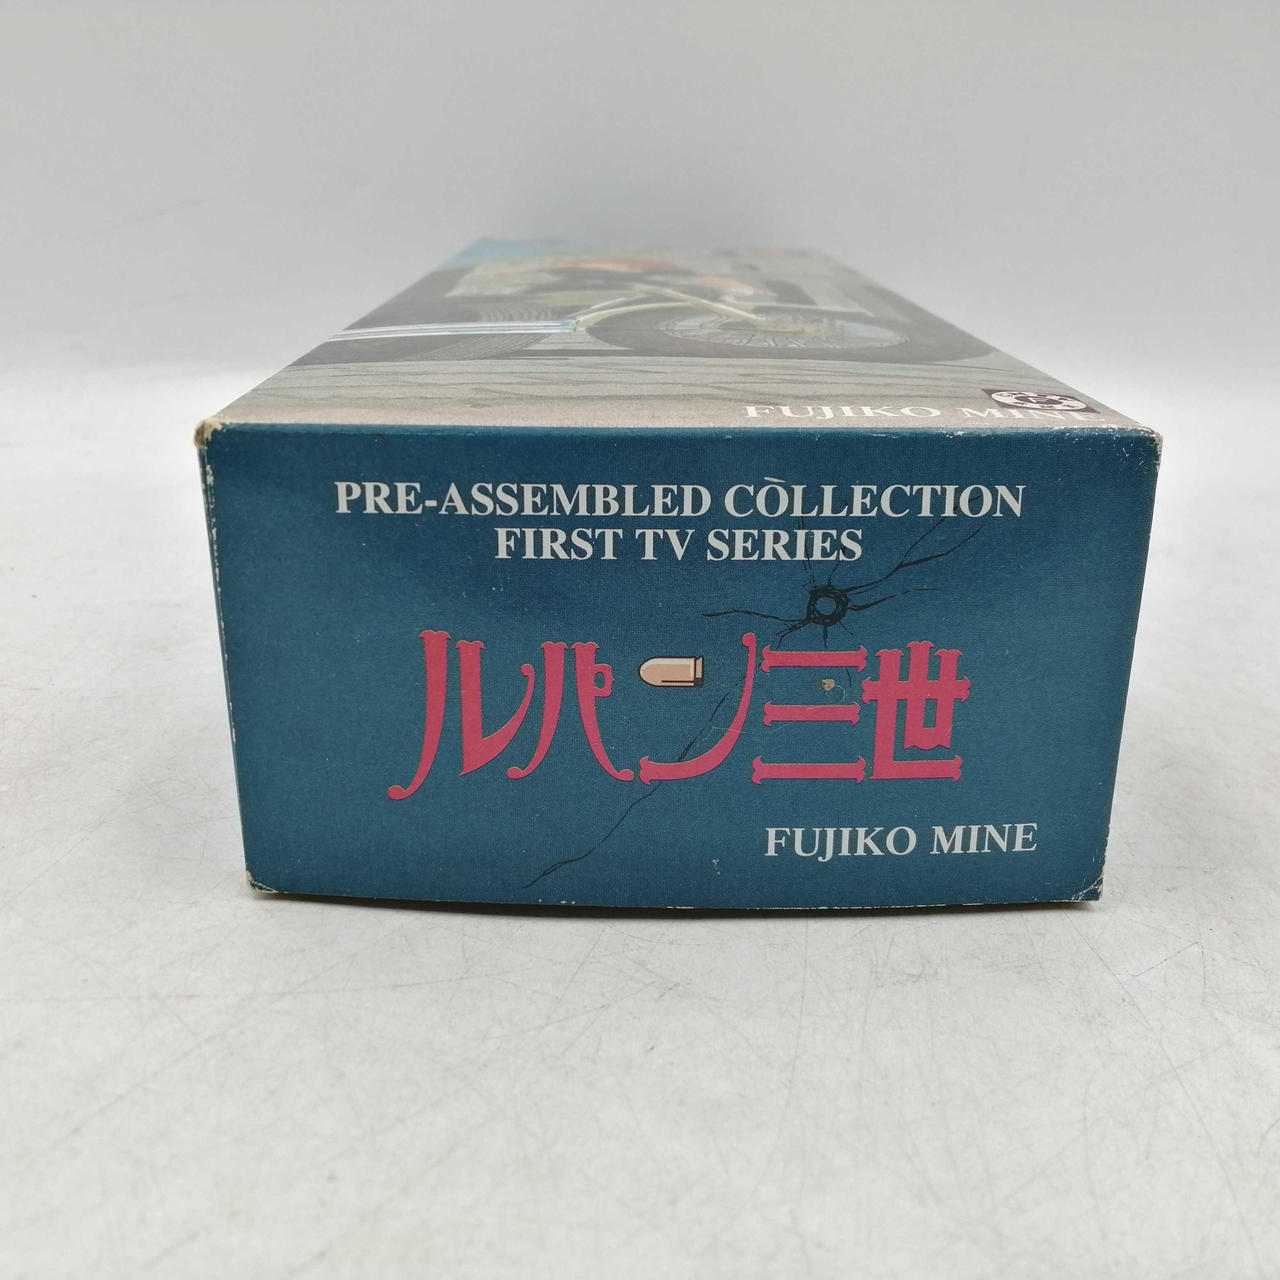 FUJIKO MINE
PRE-ASSEMBLED COLLECTION
FIRST TV SERIES
ルパン三世
FUJIKO MINE